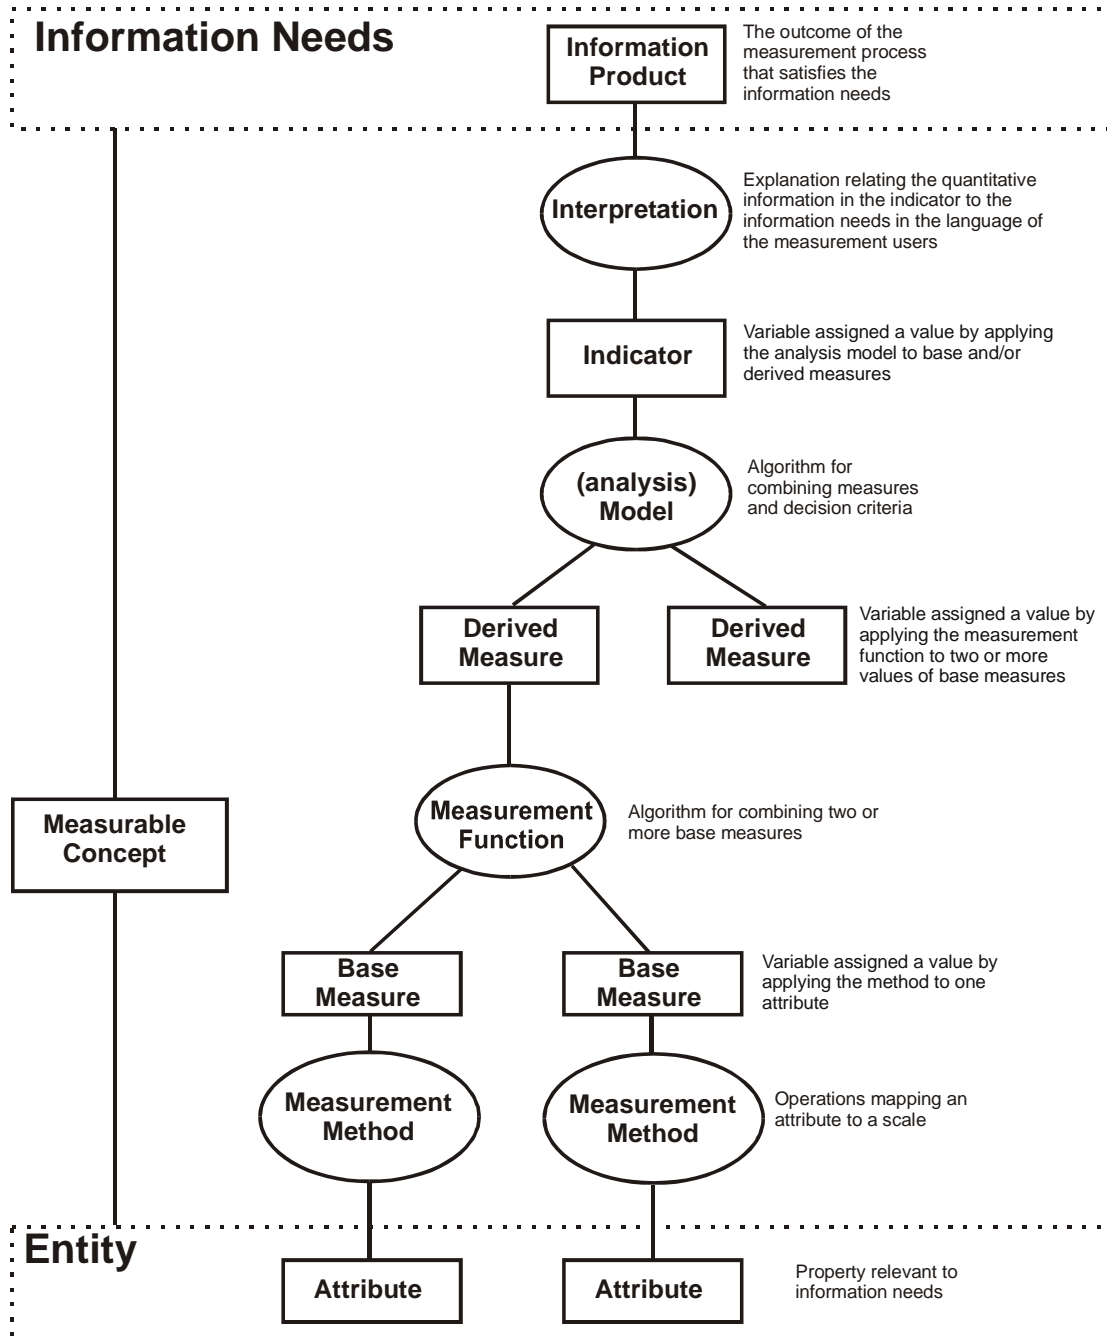 Information Needs
Information
Product
The outcome of the
measurement process
that satisfies the
information needs
Interpretation
Explanation relating the quantitative
information in the indicator to the
information needs in the language of
the measurement users
Indicator
Variable assigned a value by applying
the analysis model to base and/or
derived measures
(analysis)
Model
Algorithm for
combining measures
and decision criteria
Derived
Measure
Derived
Measure
Variable assigned a value by
applying the measurement
function to two or more
values of base measures
Measurable
Concept
Measurement
Function
Algorithm for combining two or
more base measures
Base
Measure
Base
Measure
Variable assigned a value by
applying the method to one
attribute
Measurement
Method
Measurement
Method
Operations mapping an
attribute to a scale
Entity
Attribute
Attribute
Property relevant to
information needs